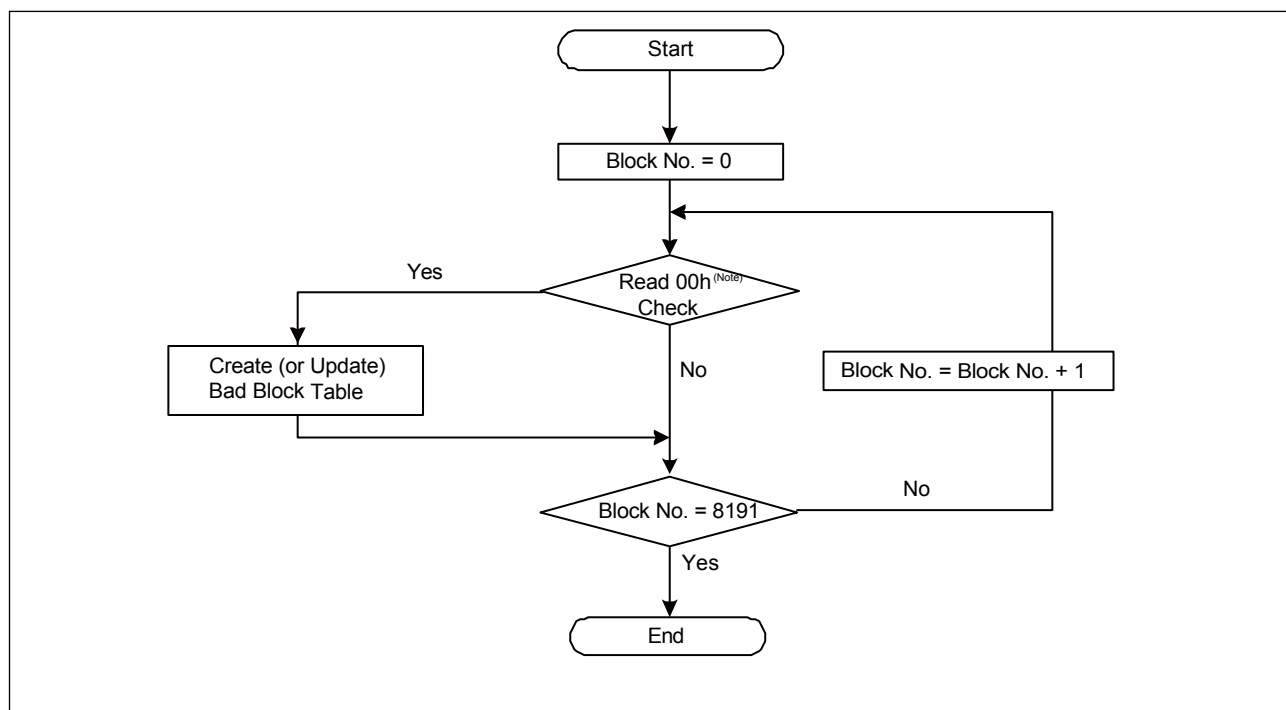 Start
Block No. = 0
Yes
Read 00h(Note)
Check
Create (or Update)
Bad Block Table
No
Block No. = Block No. + 1
No
Block No. = 8191
Yes
End